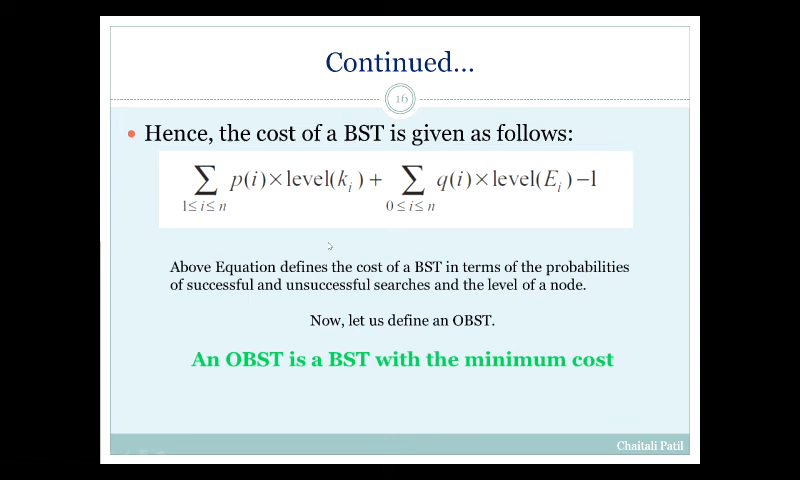 Continued...
16
• Hence, the cost of a BST is given as follows:
∑ p(i)×level(kᵢ) + ∑ q(i)×level(Eᵢ)−1
1≤ i≤ n 0≤ i≤ n
Above Equation defines the cost of a BST in terms of the probabilities
of successful and unsuccessful searches and the level of a node.
Now, let us define an OBST.
An OBST is a BST with the minimum cost
Chaitali Patil